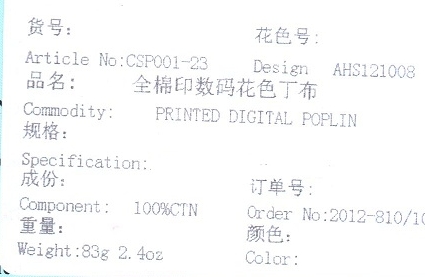 货号: 花色号:
Article No:CSP001-23 Design AHS121008
品名: 全棉印数码花色丁布
Commodity: PRINTED DIGITAL POPLIN
规格:
Specification:
成份: 订单号:
Component: 100%CTN Order No:2012-810/10
重量: 颜色:
Weight:83g 2.4oz Color: